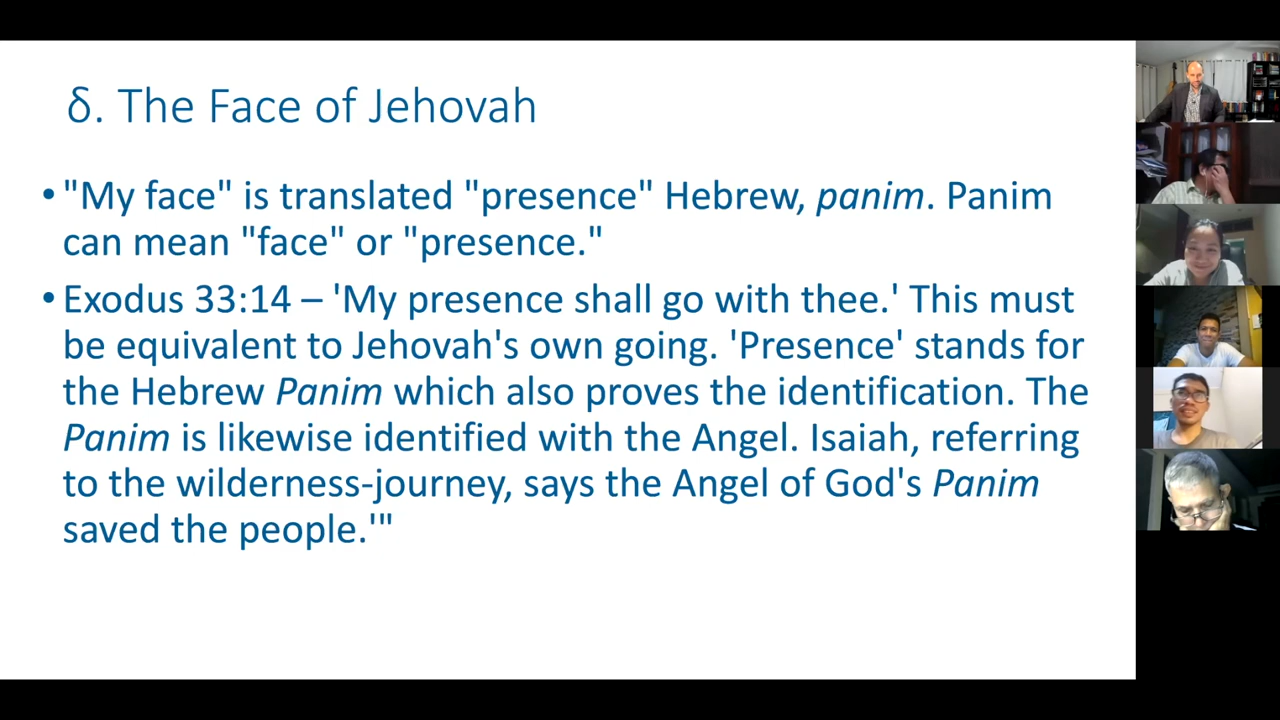 δ. The Face of Jehovah
•"My face" is translated "presence" Hebrew, panim. Panim
can mean "face" or "presence."
•Exodus 33:14 – 'My presence shall go with thee.' This must
be equivalent to Jehovah's own going. 'Presence' stands for
the Hebrew Panim which also proves the identification. The
Panim is likewise identified with the Angel. Isaiah, referring
to the wilderness-journey, says the Angel of God's Panim
saved the people.'"